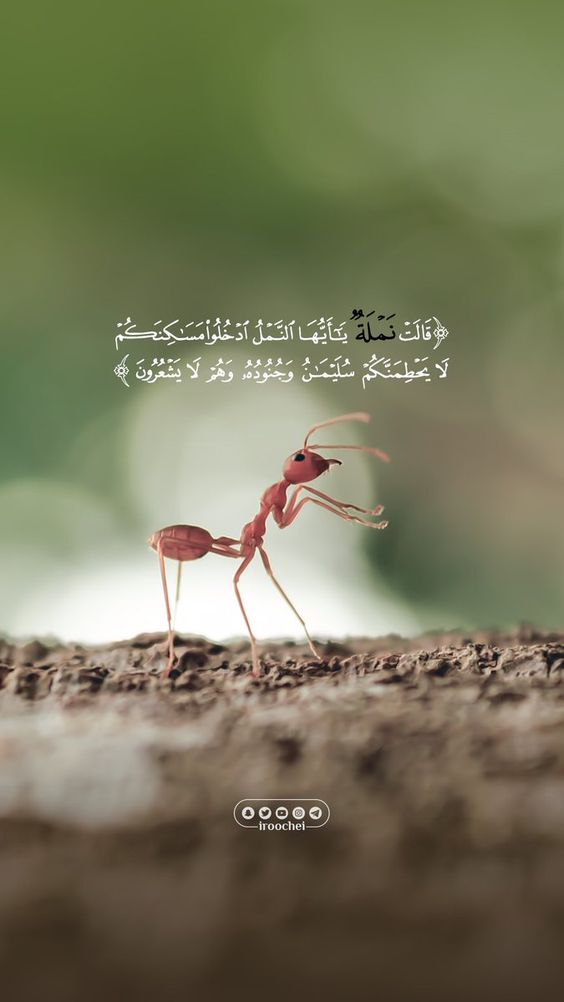 ﴿قَالَتْ نَمْلَةٌ يَٰٓأَيُّهَا ٱلنَّمْلُ ٱدْخُلُوا۟ مَسَٰكِنَكُمْ
لَا يَحْطِمَنَّكُمْ سُلَيْمَٰنُ وَجُنُودُهُۥ وَهُمْ لَا يَشْعُرُونَ﴾
iroochei